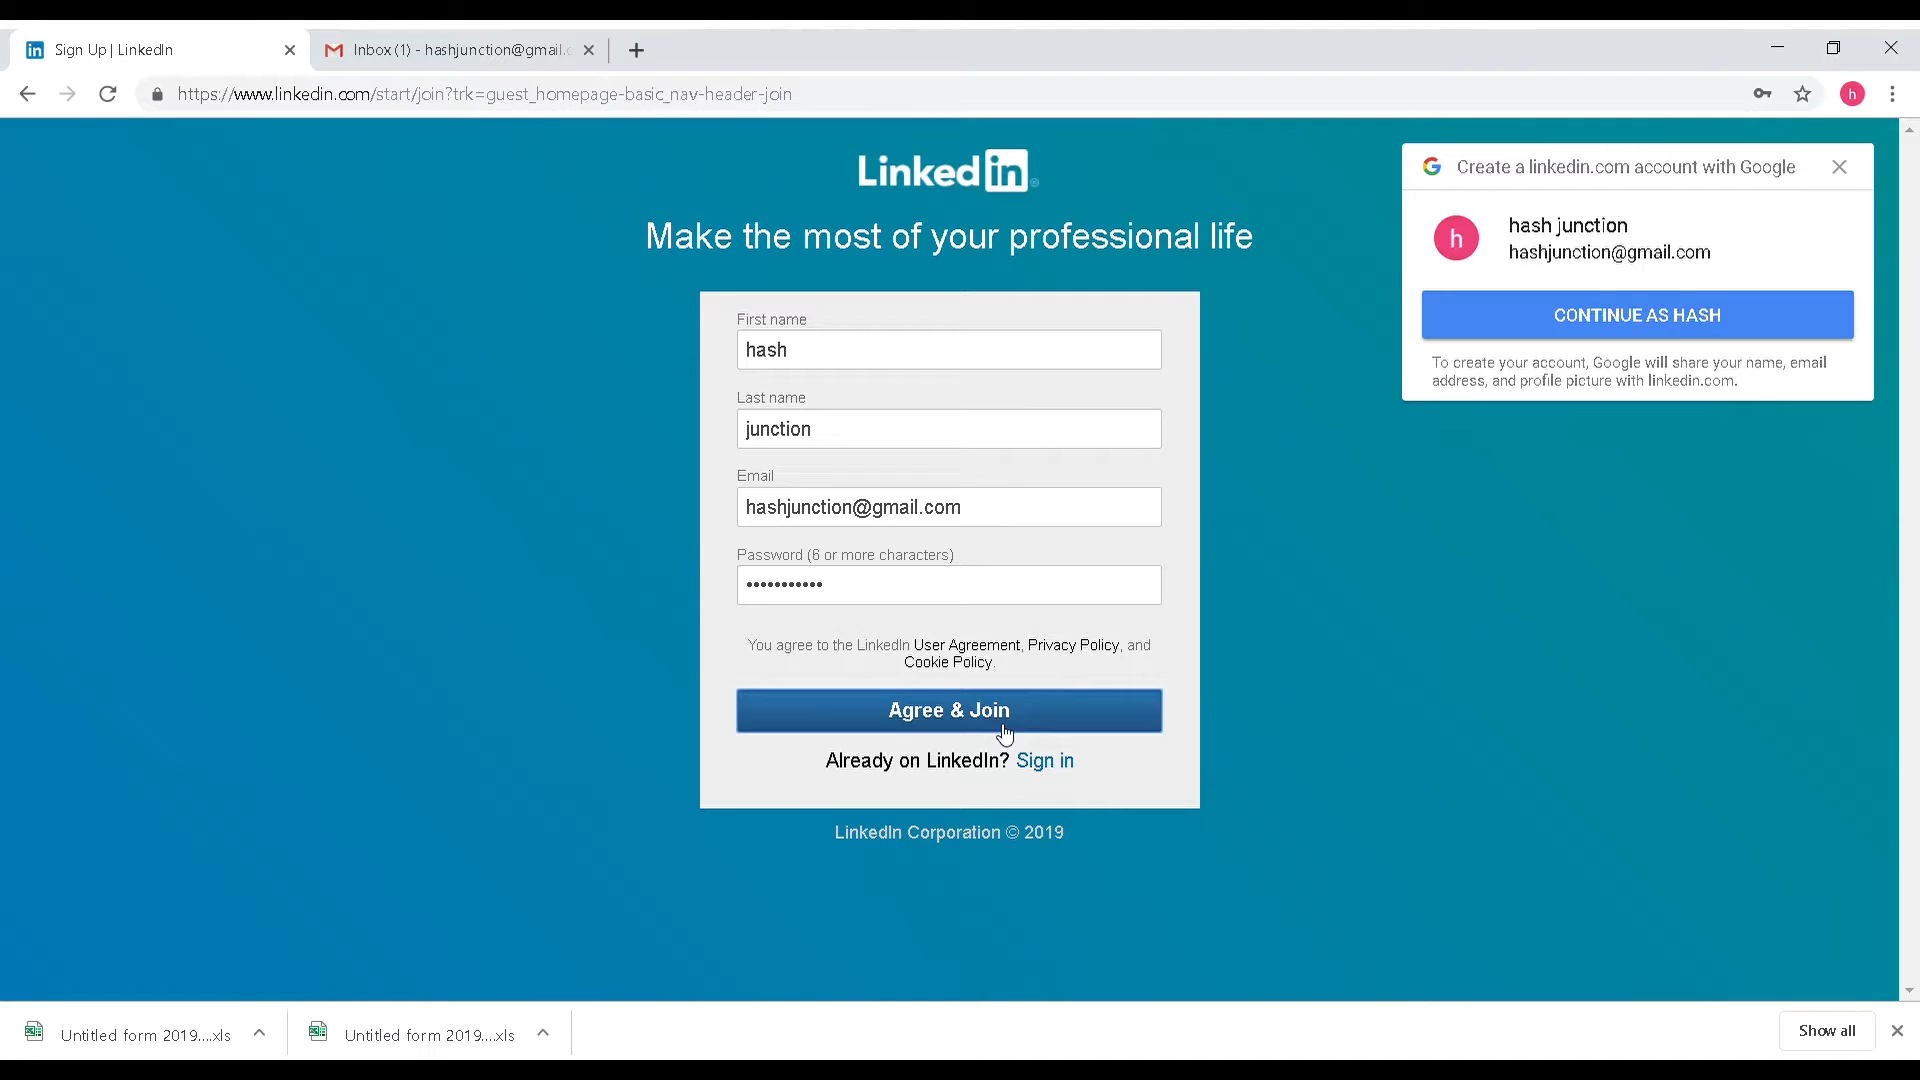 Sign Up | LinkedIn
Inbox (1) - hashjunction@gmail.c
https://www.linkedin.com/start/join?trk=guest_homepage-basic_nav-header-join
h
Linked in
Make the most of your professional life
Create a linkedin.com account with Google
h
hash junction
hashjunction@gmail.com
CONTINUE AS HASH
To create your account, Google will share your name, email
address, and profile picture with linkedin.com.
First name
hash
Last name
junction
Email
hashjunction@gmail.com
Password (6 or more characters)
•••••••••••
You agree to the LinkedIn User Agreement, Privacy Policy, and
Cookie Policy.
Agree & Join
Already on LinkedIn? Sign in
LinkedIn Corporation © 2019
Untitled form 2019....xls
Untitled form 2019....xls
Show all